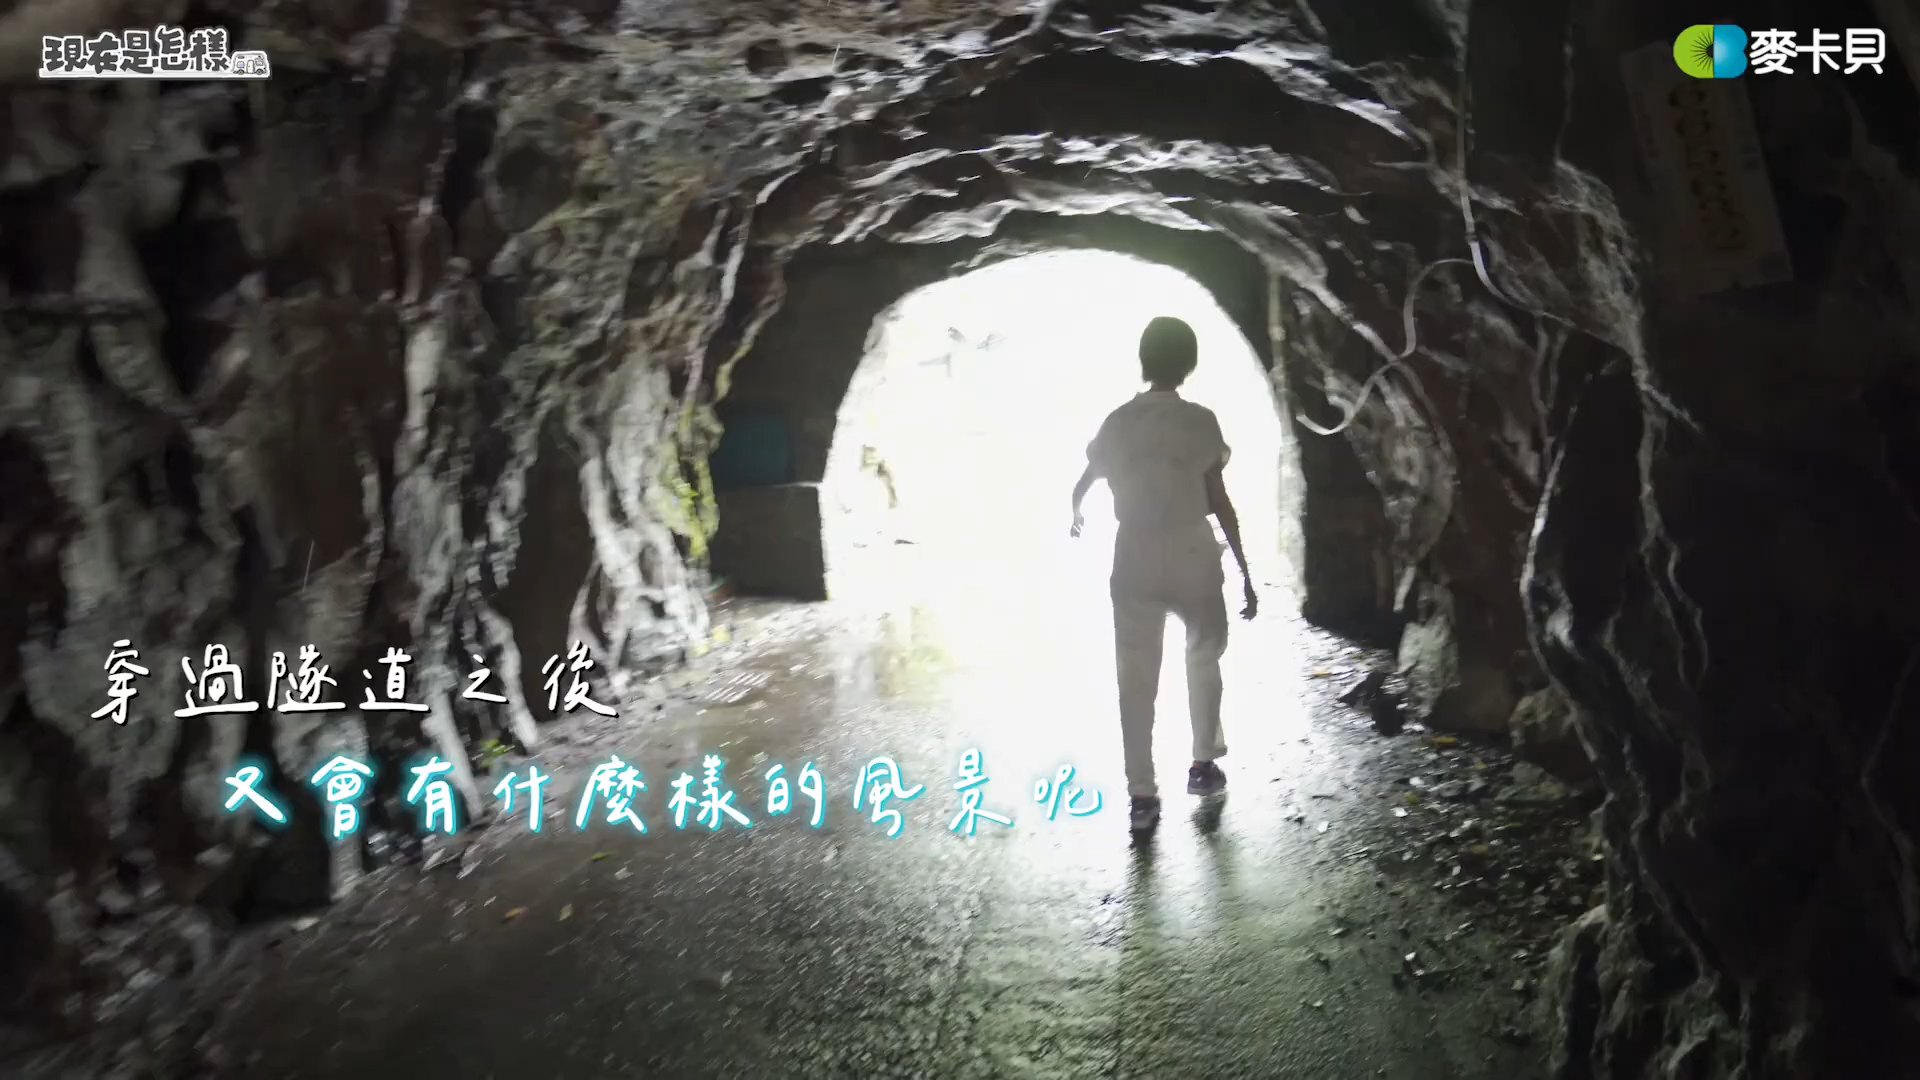 現在是怎樣
麥卡貝
穿過隧道之後
又會有什麼樣的風景呢